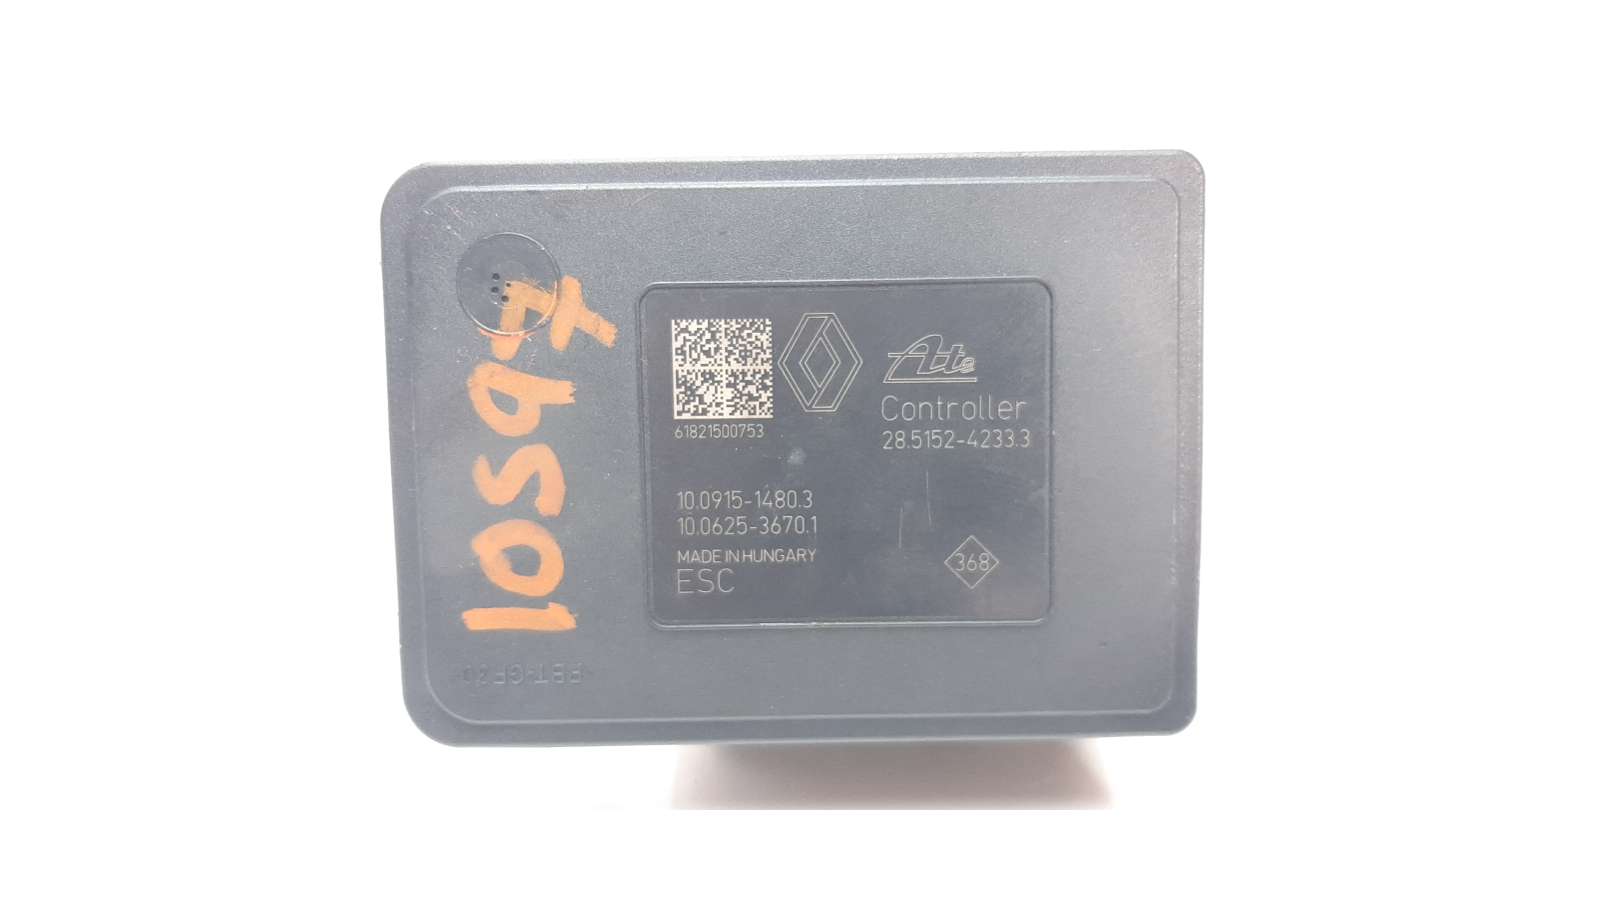 10S97
61821500753
Ate
Controller
28.5152-4233.3
10.0915-1480.3
10.0625-3670.1
MADE IN HUNGARY
ESC
368